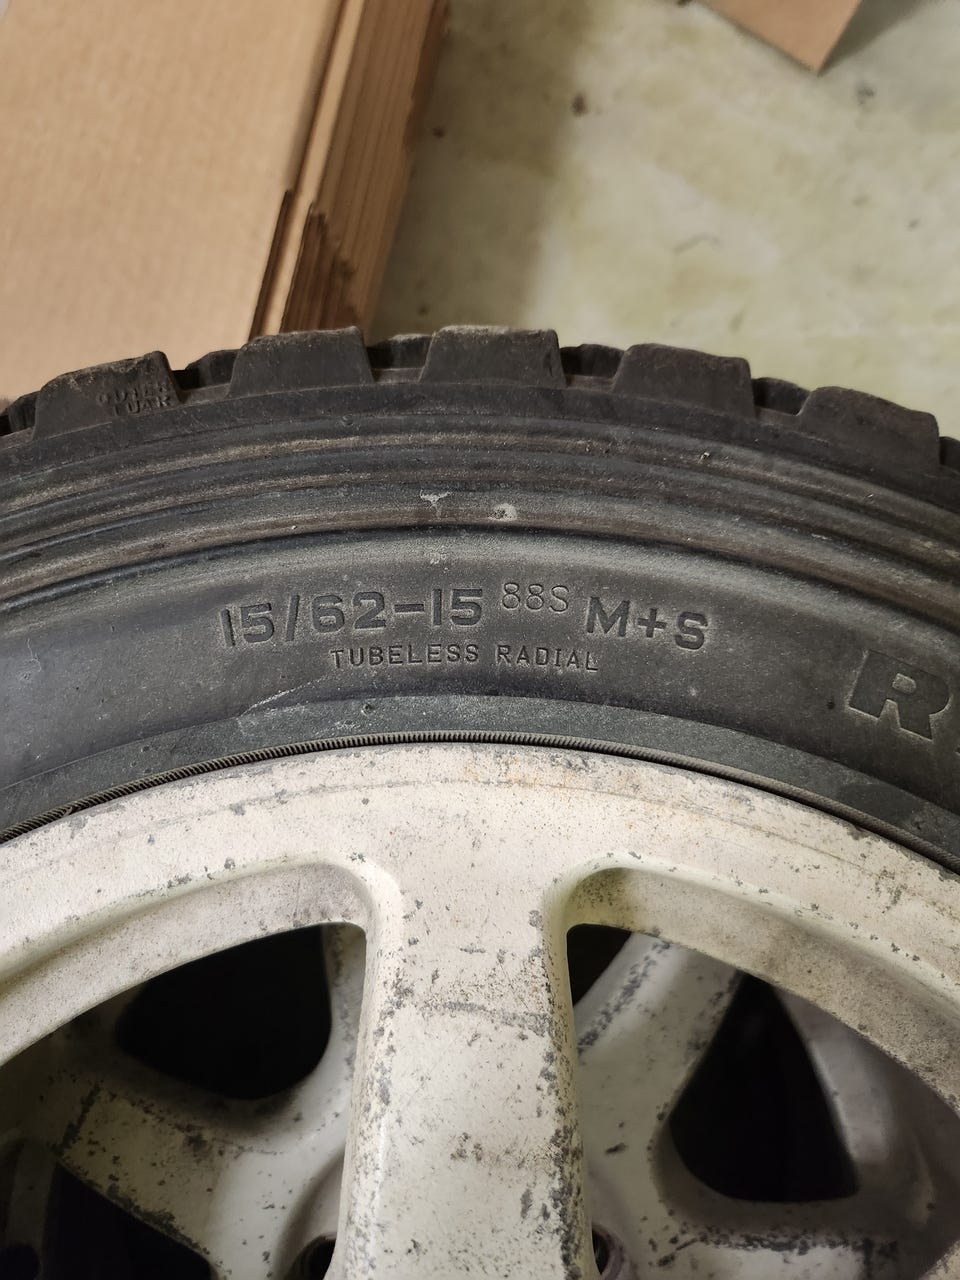 15/62-15 88S M+S
TUBELESS RADIAL
R